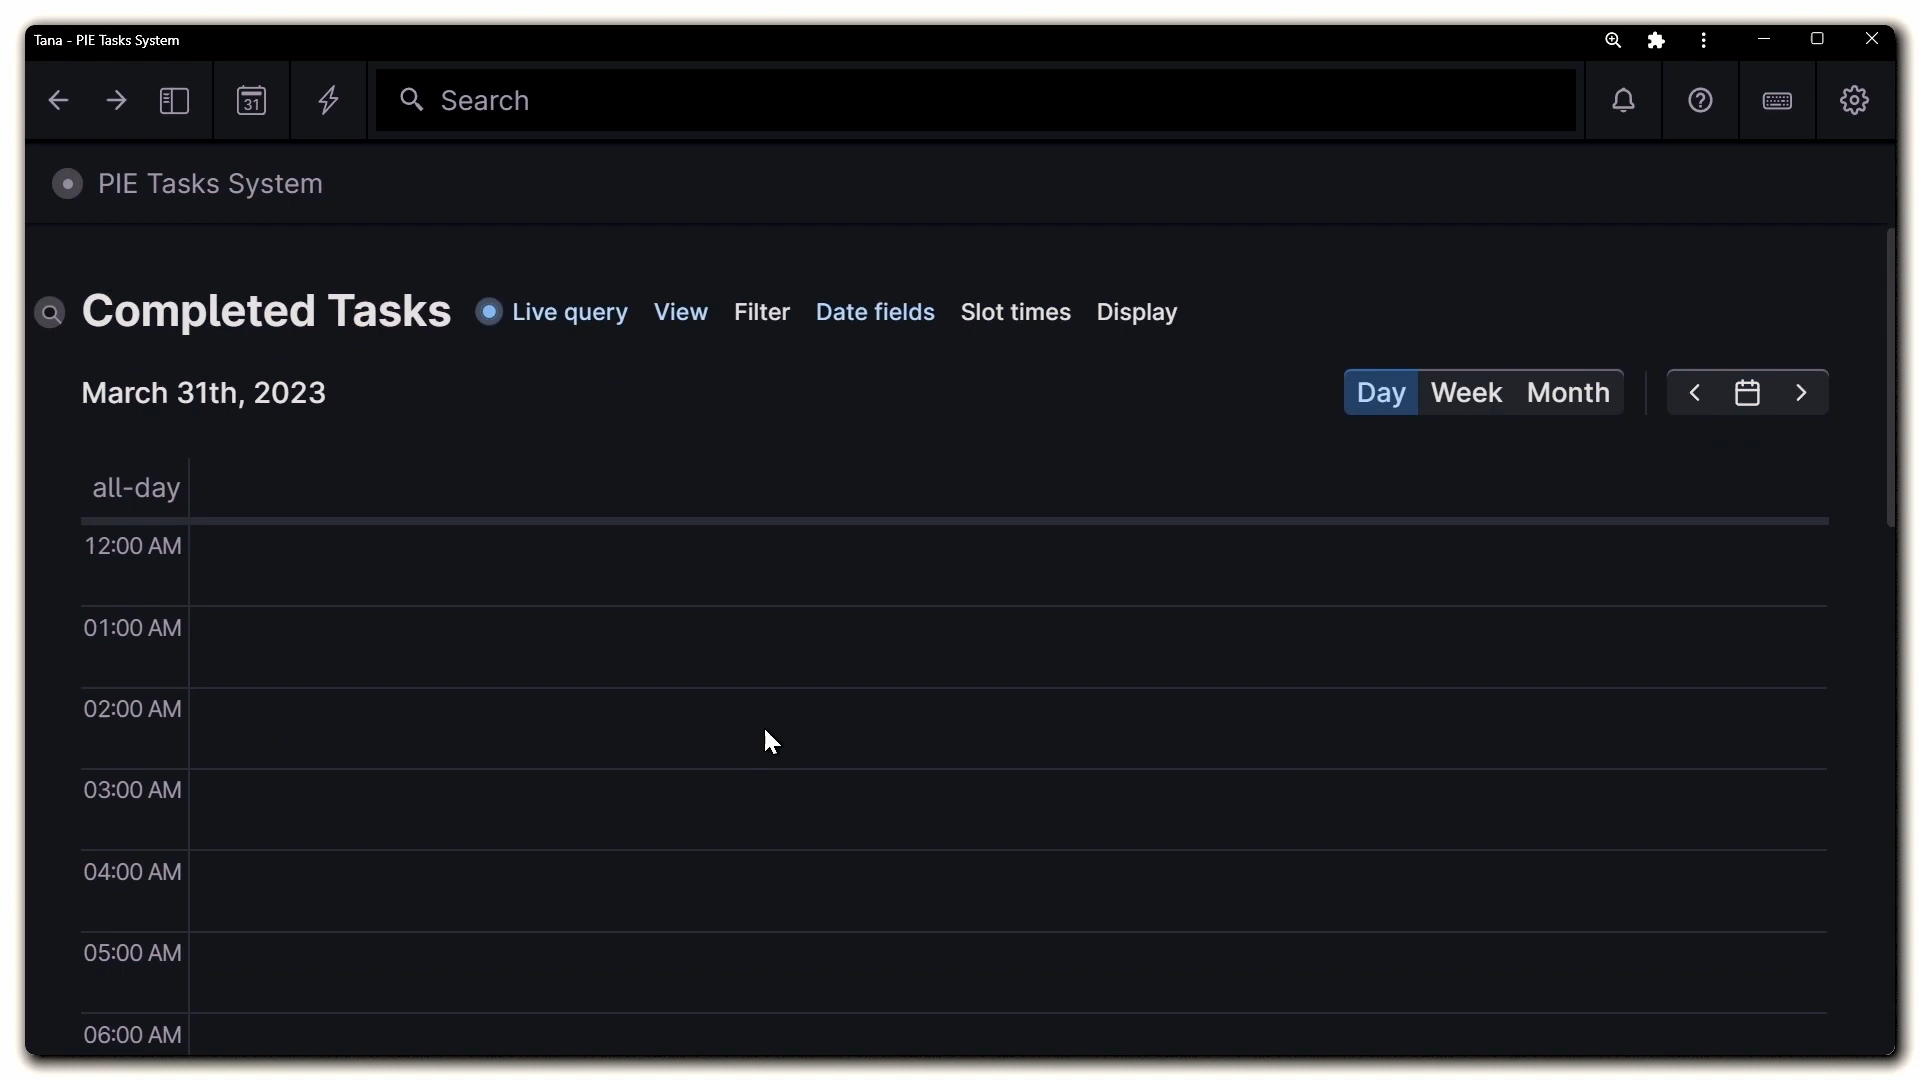 Tana - PIE Tasks System
31
Search
PIE Tasks System
Completed Tasks Live query View Filter Date fields Slot times Display
March 31th, 2023
Day Week Month
all-day
12:00 AM
01:00 AM
02:00 AM
03:00 AM
04:00 AM
05:00 AM
06:00 AM